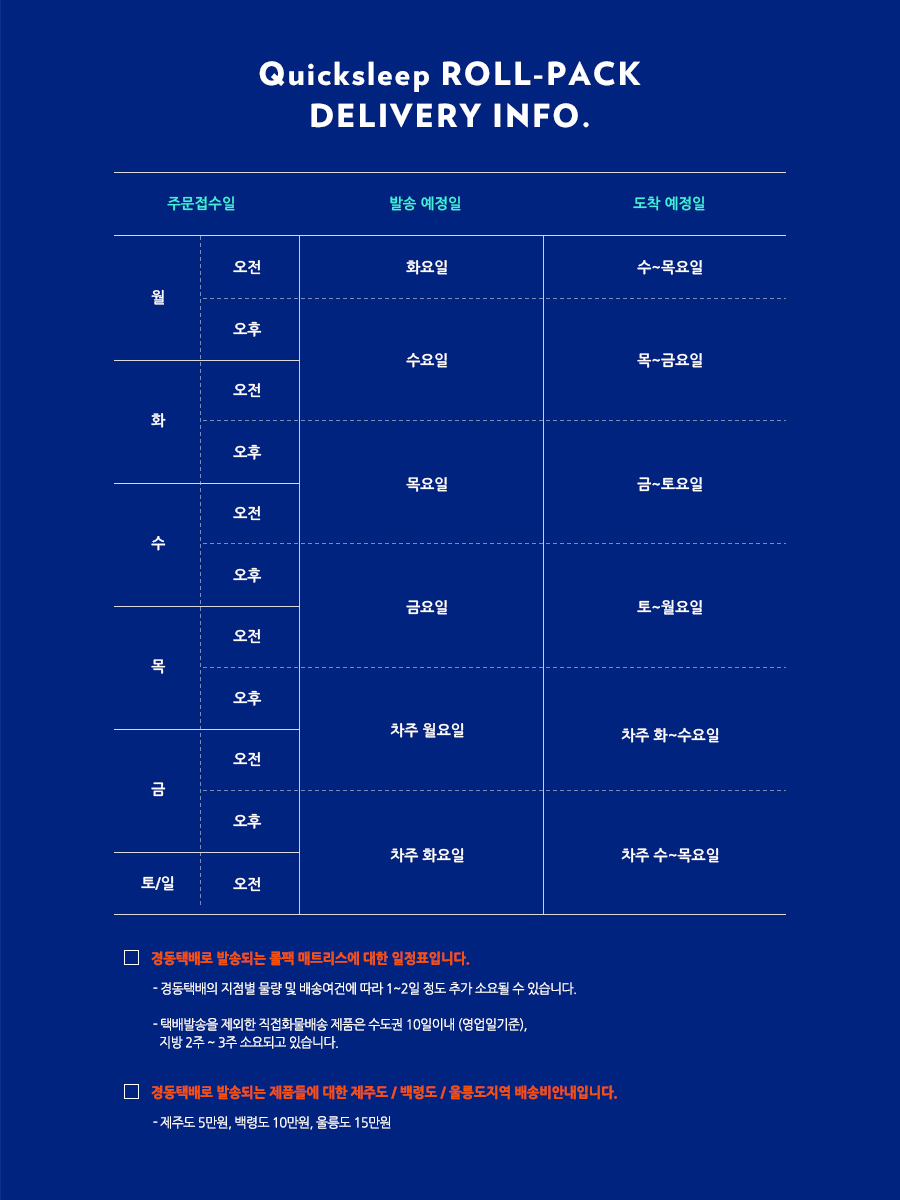 Quicksleep ROLL-PACK
DELIVERY INFO.
주문접수일 발송 예정일 도착 예정일
오전 화요일 수~목요일
월
오후
수요일 목~금요일
오전
화
오후
목요일 금~토요일
오전
수
오후
금요일 토~월요일
오전
목
오후
차주 월요일 차주 화~수요일
오전
금
오후
차주 화요일 차주 수~목요일
토/일 오전
경동택배로 발송되는 롤팩 매트리스에 대한 일정표입니다.
- 경동택배의 지점별 물량 및 배송여건에 따라 1~2일 정도 추가 소요될 수 있습니다.
- 택배발송을 제외한 직접화물배송 제품은 수도권 10일이내 (영업일기준),
지방 2주 ~ 3주 소요되고 있습니다.
경동택배로 발송되는 제품들에 대한 제주도 / 백령도 / 울릉도지역 배송비안내입니다.
- 제주도 5만원, 백령도 10만원, 울릉도 15만원